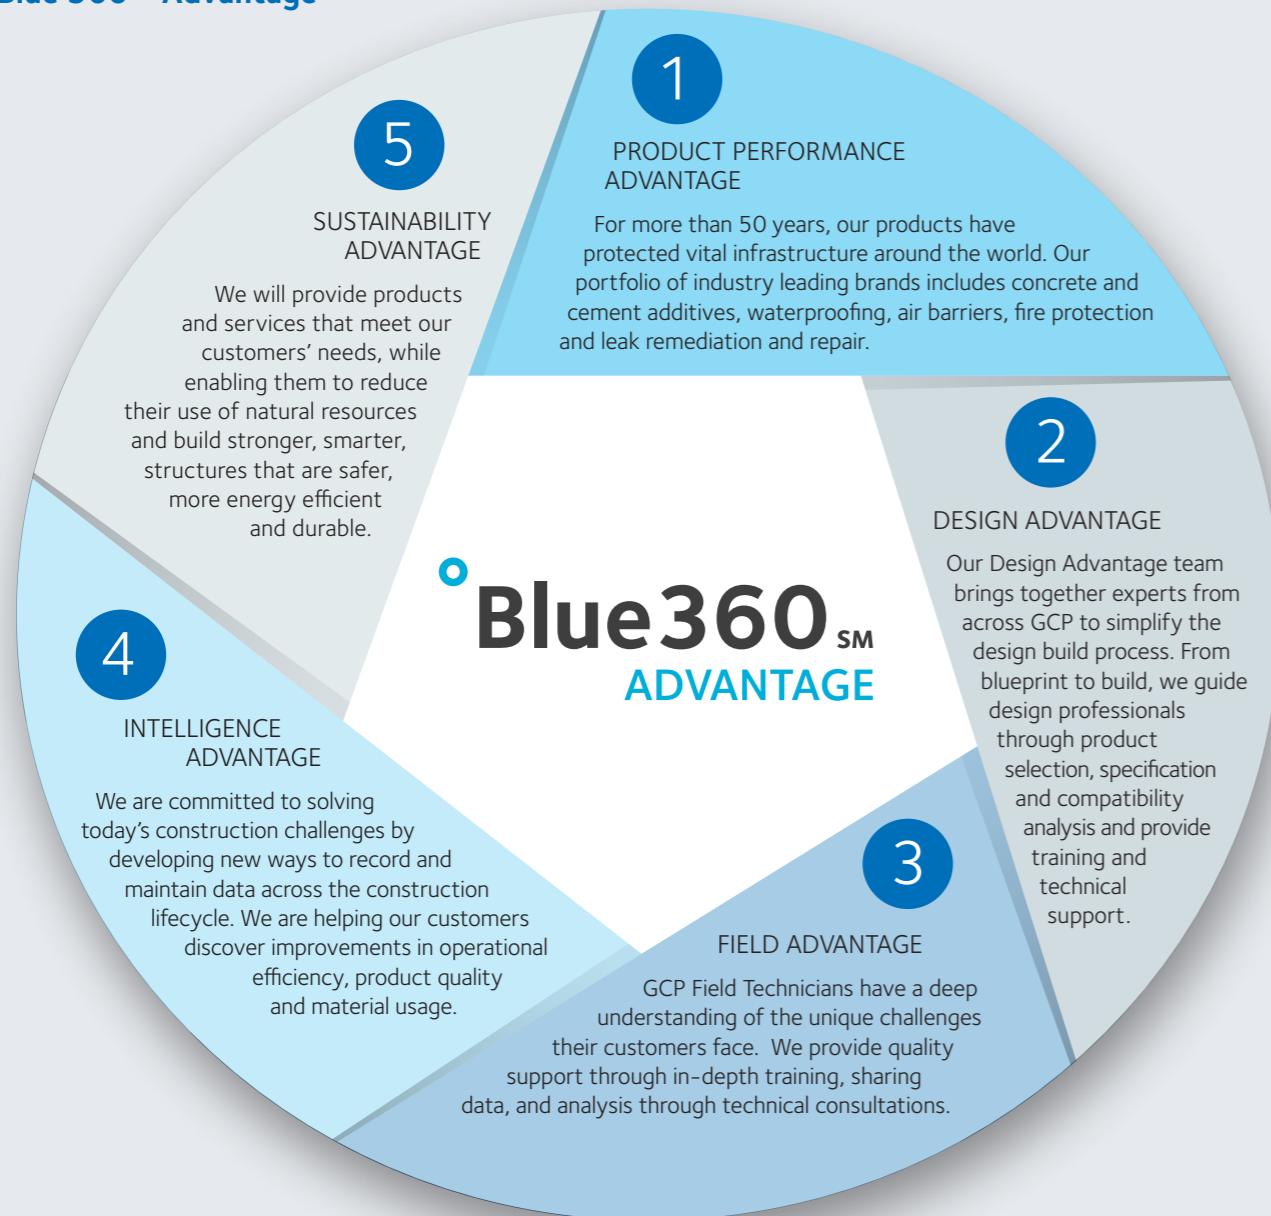 Blue 360 Advantage
1
PRODUCT PERFORMANCE
ADVANTAGE
For more than 50 years, our products have
protected vital infrastructure around the world. Our
portfolio of industry leading brands includes concrete and
cement additives, waterproofing, air barriers, fire protection
and leak remediation and repair.
2
DESIGN ADVANTAGE
Our Design Advantage team
brings together experts from
across GCP to simplify the
design build process. From
blueprint to build, we guide
design professionals
through product
selection, specification
and compatibility
analysis and provide
training and
technical
support.
3
FIELD ADVANTAGE
GCP Field Technicians have a deep
understanding of the unique challenges
their customers face. We provide quality
support through in-depth training, sharing
data, and analysis through technical consultations.
4
INTELLIGENCE
ADVANTAGE
We are committed to solving
today’s construction challenges by
developing new ways to record and
maintain data across the construction
lifecycle. We are helping our customers
discover improvements in operational
efficiency, product quality
and material usage.
5
SUSTAINABILITY
ADVANTAGE
We will provide products
and services that meet our
customers’ needs, while
enabling them to reduce
their use of natural resources
and build stronger, smarter,
structures that are safer,
more energy efficient
and durable.
°Blue360 SM
ADVANTAGE